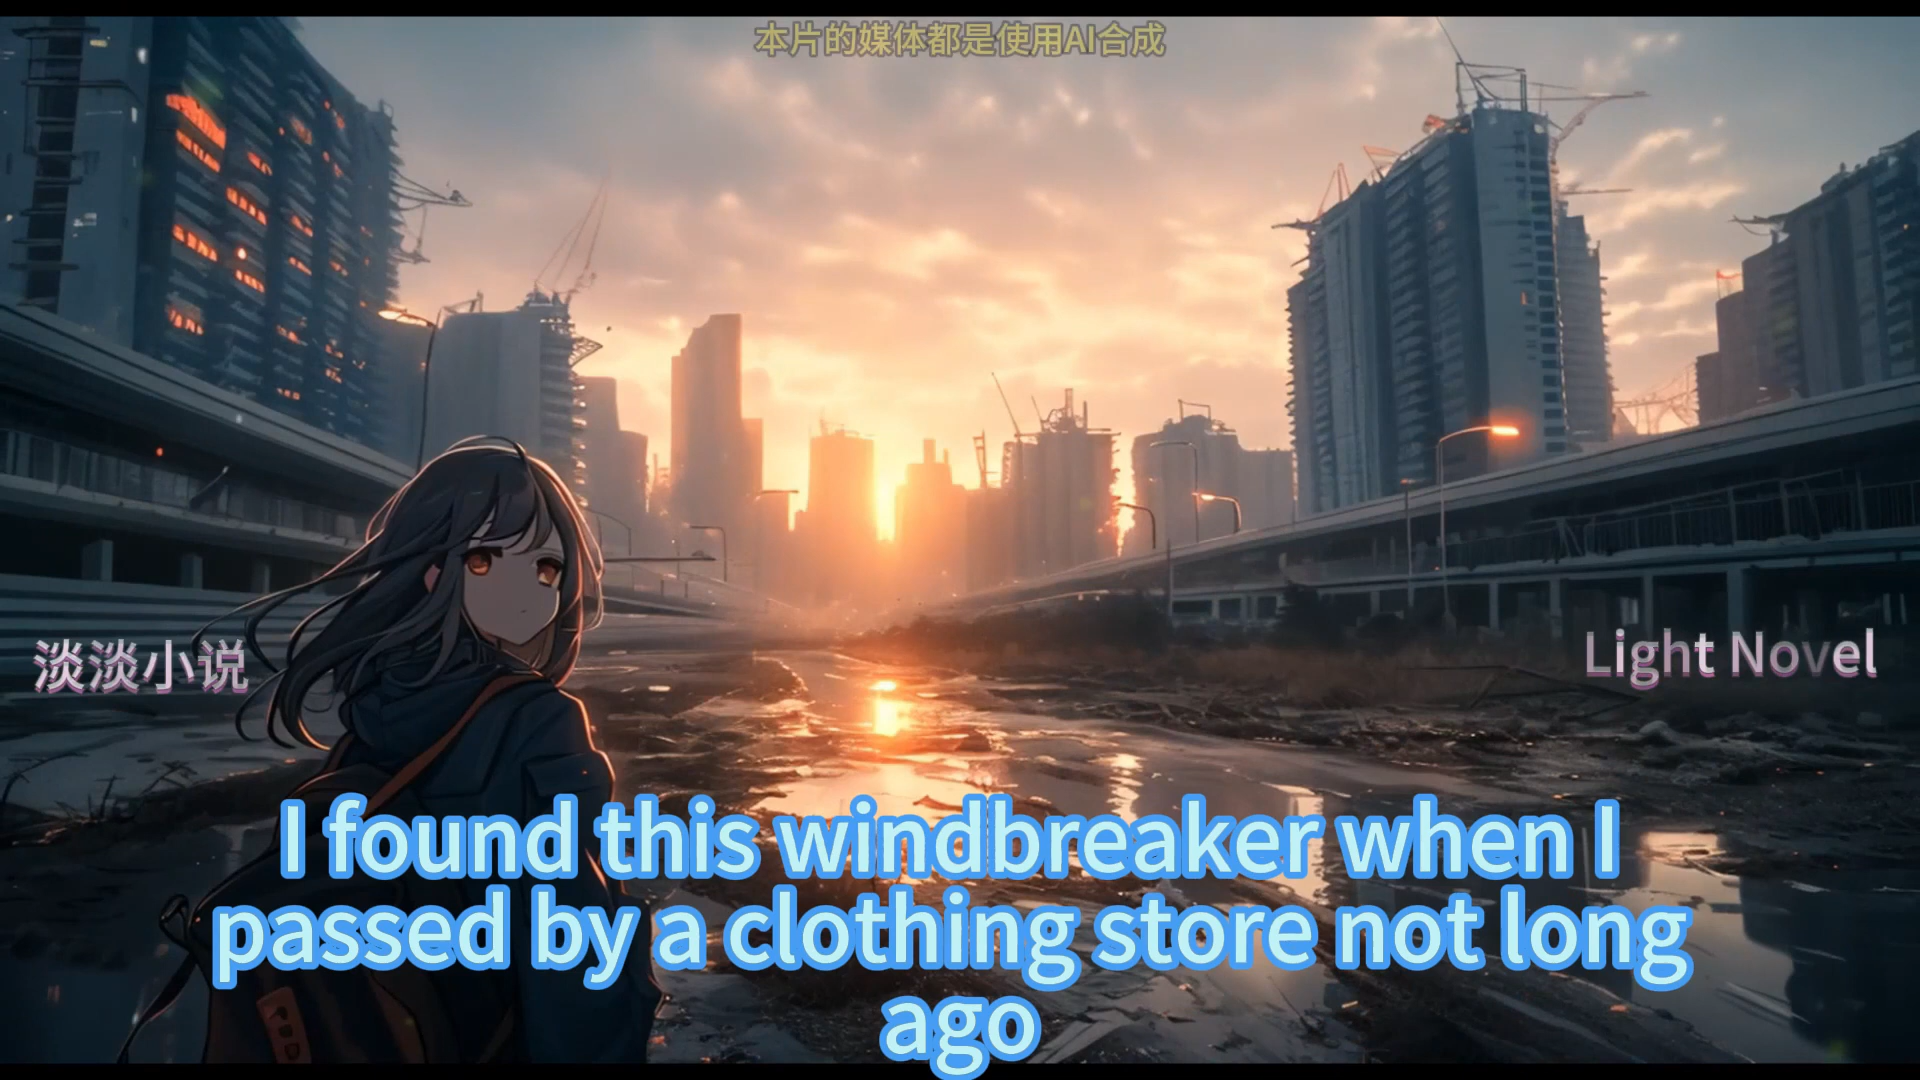 本片的媒体都是使用AI合成
淡淡小说
Light Novel
I found this windbreaker when I
passed by a clothing store not long
ago